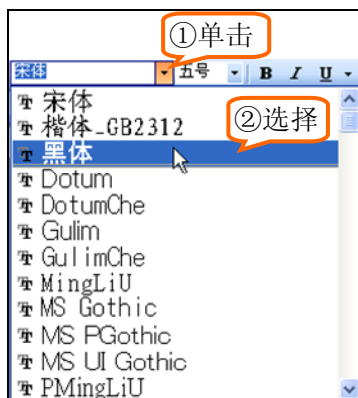 ①单击
宋体 五号 B I U
宋体
楷体_GB2312
②选择
黑体
Dotum
DotumChe
Gulim
GulimChe
MingLiU
MS Gothic
MS PGothic
MS UI Gothic
PMingLiU